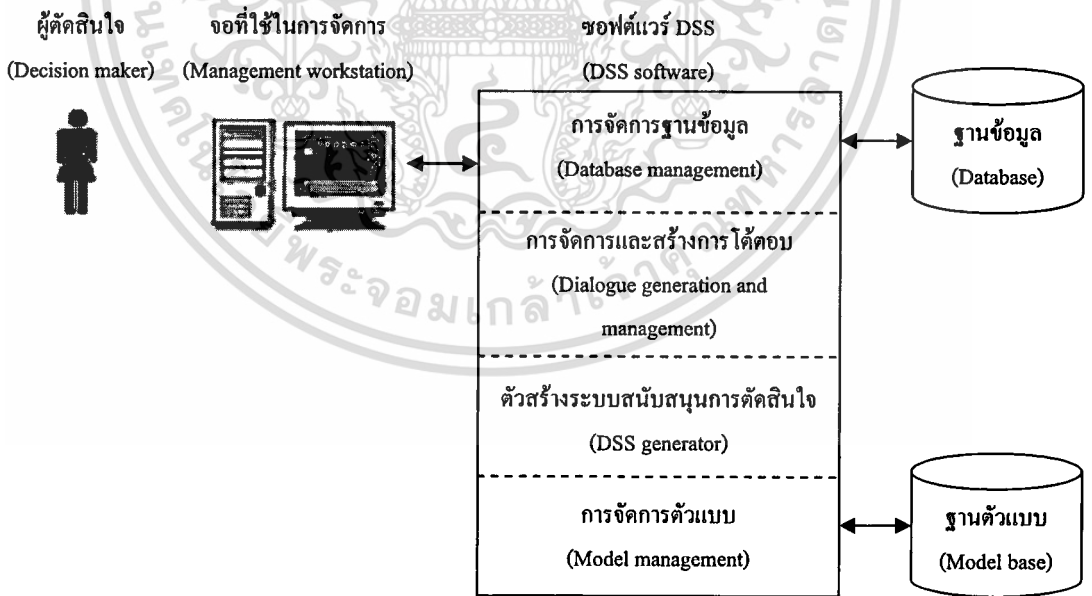 ผู้ตัดสินใจ
(Decision maker)
จอที่ใช้ในการจัดการ
(Management workstation)
ซอฟต์แวร์ DSS
(DSS software)
การจัดการฐานข้อมูล
(Database management)
ฐานข้อมูล
(Database)
การจัดการและสร้างการโต้ตอบ
(Dialogue generation and
management)
ตัวสร้างระบบสนับสนุนการตัดสินใจ
(DSS generator)
การจัดการตัวแบบ
(Model management)
ฐานตัวแบบ
(Model base)